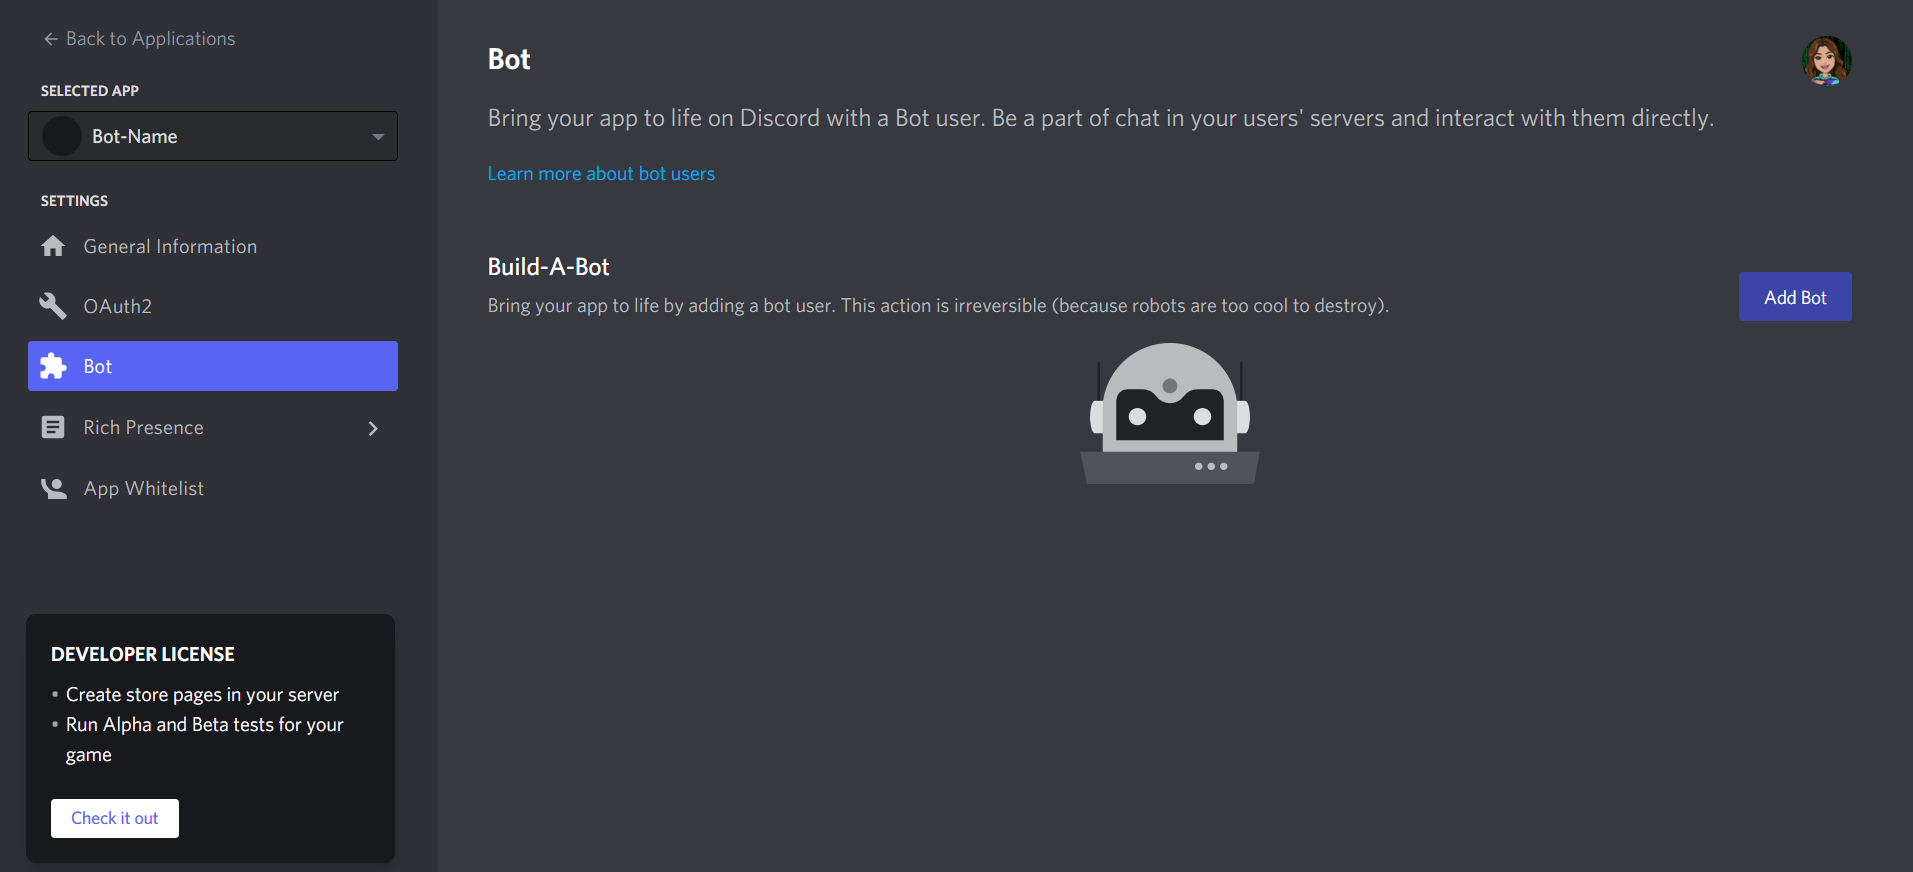 Back to Applications
SELECTED APP
Bot-Name
SETTINGS
General Information
OAuth2
Bot
Rich Presence
App Whitelist
DEVELOPER LICENSE
• Create store pages in your server
• Run Alpha and Beta tests for your
game
Check it out
Bot
Bring your app to life on Discord with a Bot user. Be a part of chat in your users' servers and interact with them directly.
Learn more about bot users
Build-A-Bot
Bring your app to life by adding a bot user. This action is irreversible (because robots are too cool to destroy).
Add Bot